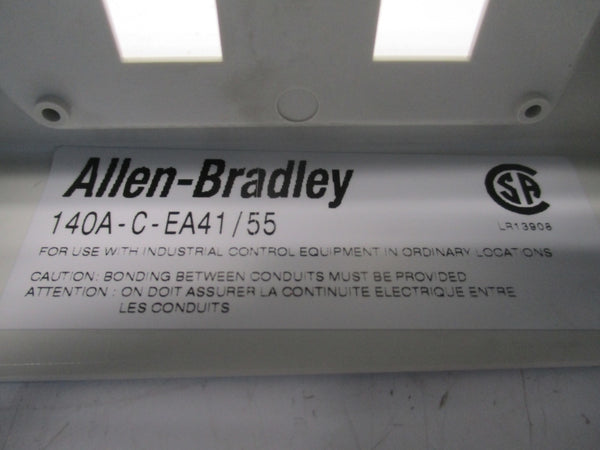 Allen-Bradley
140A-C-EA41/55
CSA
LR13908
FOR USE WITH INDUSTRIAL CONTROL EQUIPMENT IN ORDINARY LOCATIONS
CAUTION: BONDING BETWEEN CONDUITS MUST BE PROVIDED
ATTENTION: ON DOIT ASSURER LA CONTINUITE ELECTRIQUE ENTRE
LES CONDUITS